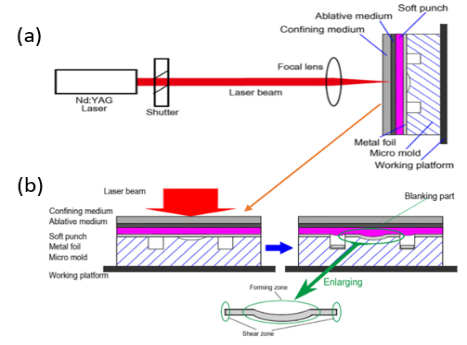 (a)
Soft punch
Ablative medium
Confining medium
Focal lens
Nd:YAG
Laser
Shutter
Laser beam
Metal foil
Micro mold
Working platform
(b)
Laser beam
Blanking part
Confining medium
Ablative medium
Soft punch
Metal foil
Micro mold
Working platform
Enlarging
Forming zone
Shear zone